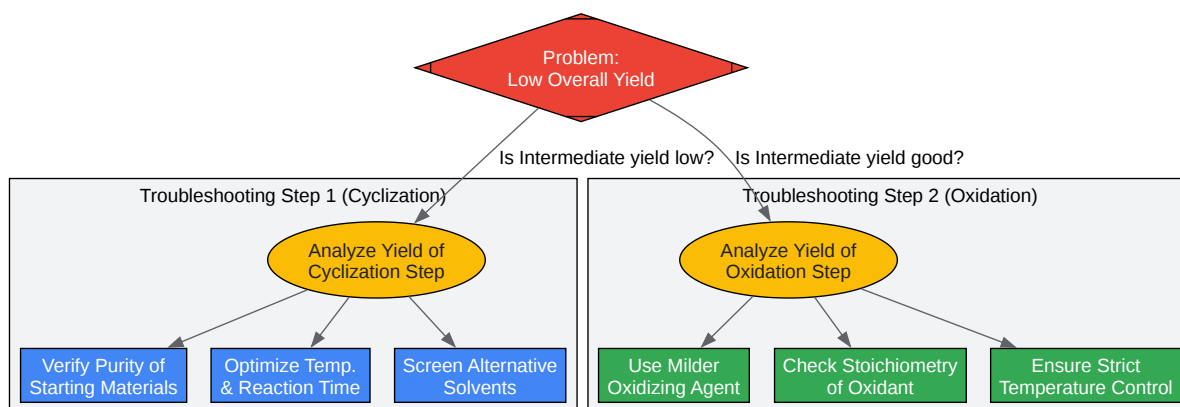 Problem:
Low Overall Yield
Is Intermediate yield low?
Is Intermediate yield good?
Troubleshooting Step 1 (Cyclization)
Troubleshooting Step 2 (Oxidation)
Analyze Yield of
Cyclization Step
Analyze Yield of
Oxidation Step
Verify Purity of
Starting Materials
Optimize Temp.
& Reaction Time
Screen Alternative
Solvents
Use Milder
Oxidizing Agent
Check Stoichiometry
of Oxidant
Ensure Strict
Temperature Control